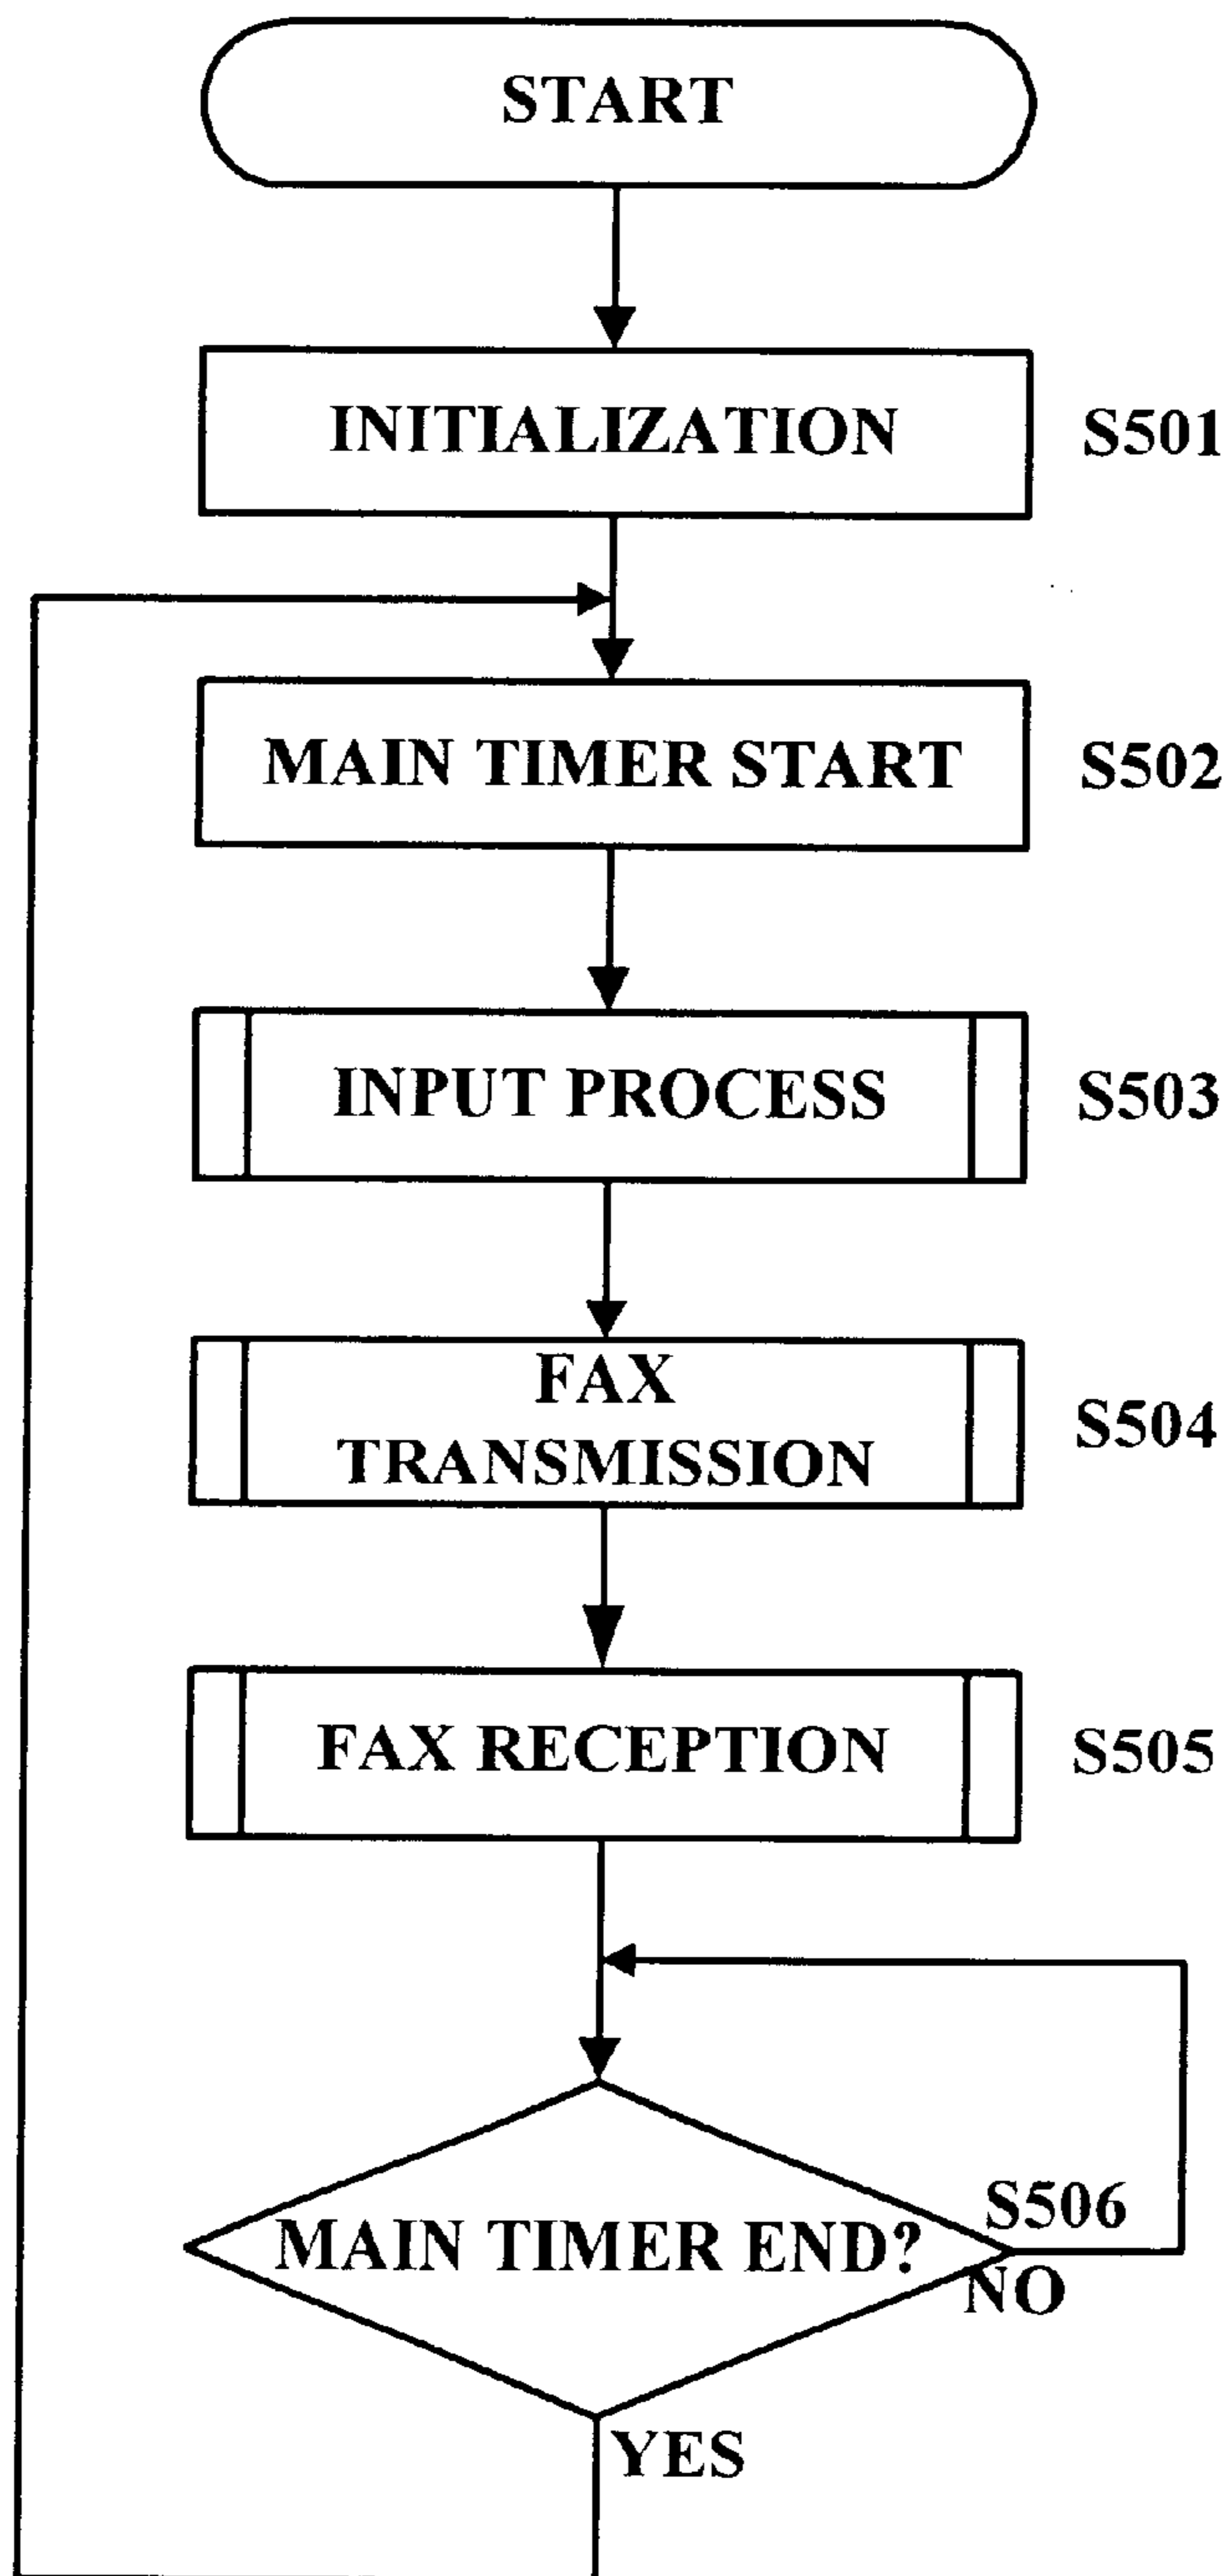 START
INITIALIZATION S501
MAIN TIMER START S502
INPUT PROCESS S503
FAX
TRANSMISSION S504
FAX RECEPTION S505
MAIN TIMER END? S506
NO
YES